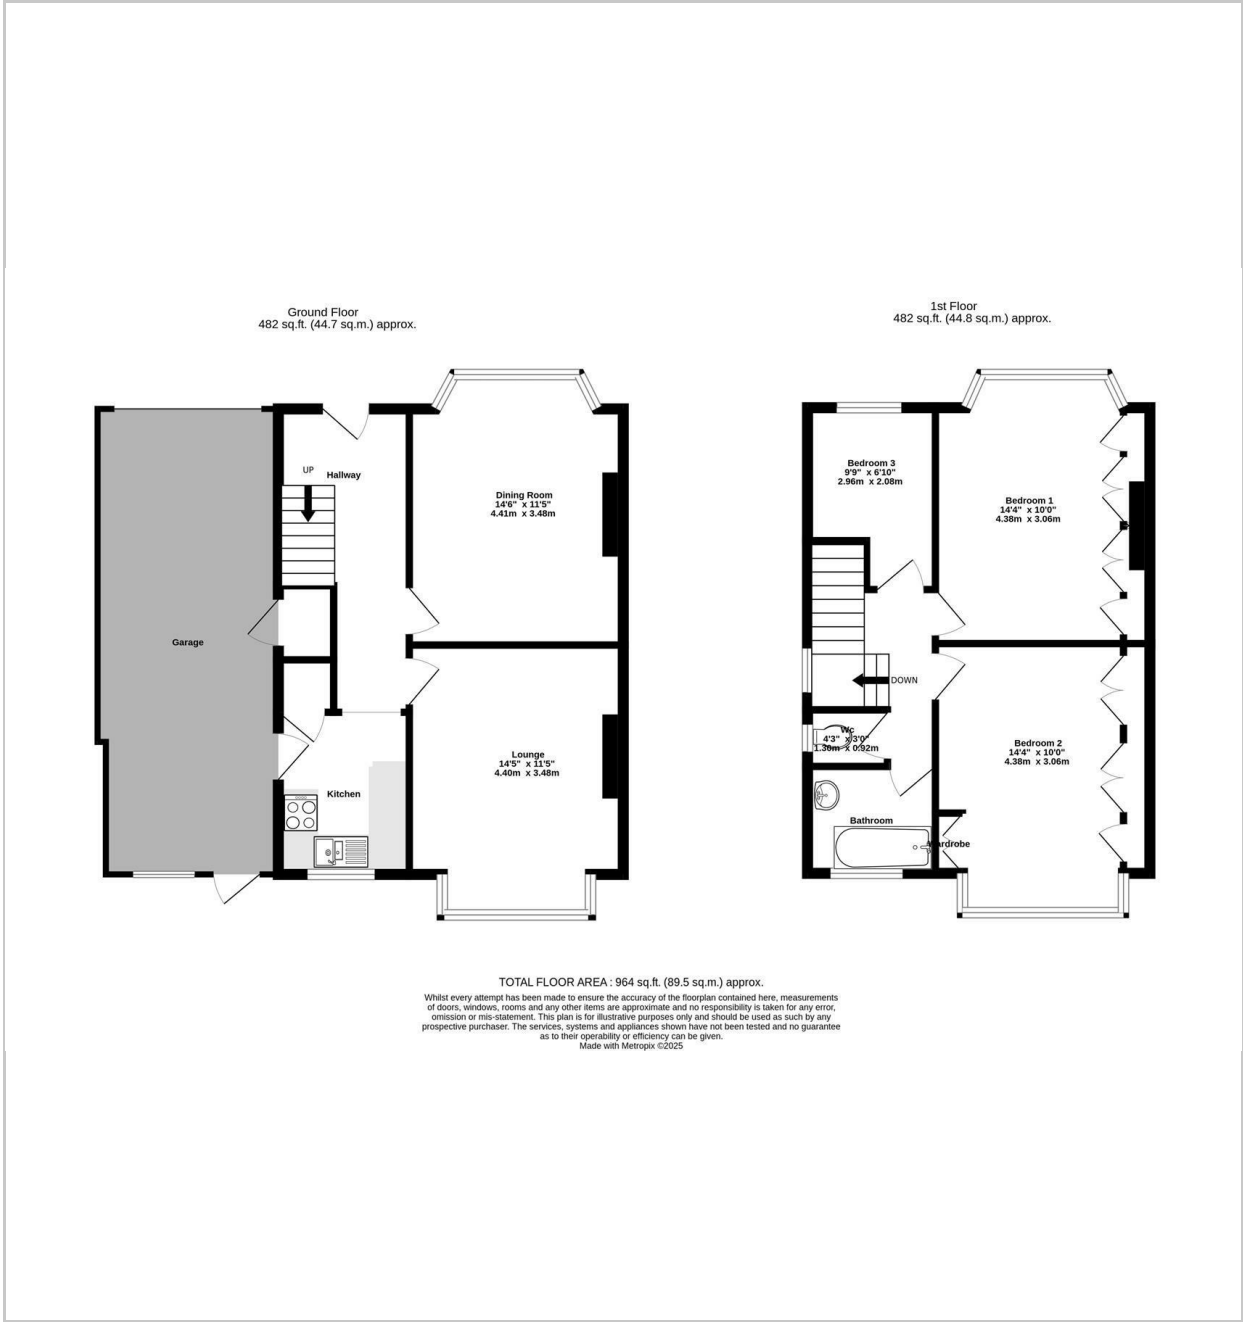 Ground Floor
482 sq.ft. (44.7 sq.m.) approx.
1st Floor
482 sq.ft. (44.8 sq.m.) approx.
UP
Hallway
Dining Room
14'6" x 11'5"
4.41m x 3.48m
Garage
Lounge
14'5" x 11'5"
4.40m x 3.48m
Kitchen
Bedroom 3
9'9" x 6'10"
2.96m x 2.08m
Bedroom 1
14'4" x 10'0"
4.38m x 3.06m
DOWN
Wc
4'3" x 3'0"
1.30m x 0.92m
Bedroom 2
14'4" x 10'0"
4.38m x 3.06m
Bathroom
Wardrobe
TOTAL FLOOR AREA : 964 sq.ft. (89.5 sq.m.) approx.
Whilst every attempt has been made to ensure the accuracy of the floorplan contained here, measurements
of doors, windows, rooms and any other items are approximate and no responsibility is taken for any error,
omission or mis-statement. This plan is for illustrative purposes only and should be used as such by any
prospective purchaser. The services, systems and appliances shown have not been tested and no guarantee
as to their operability or efficiency can be given.
Made with Metropix ©2025